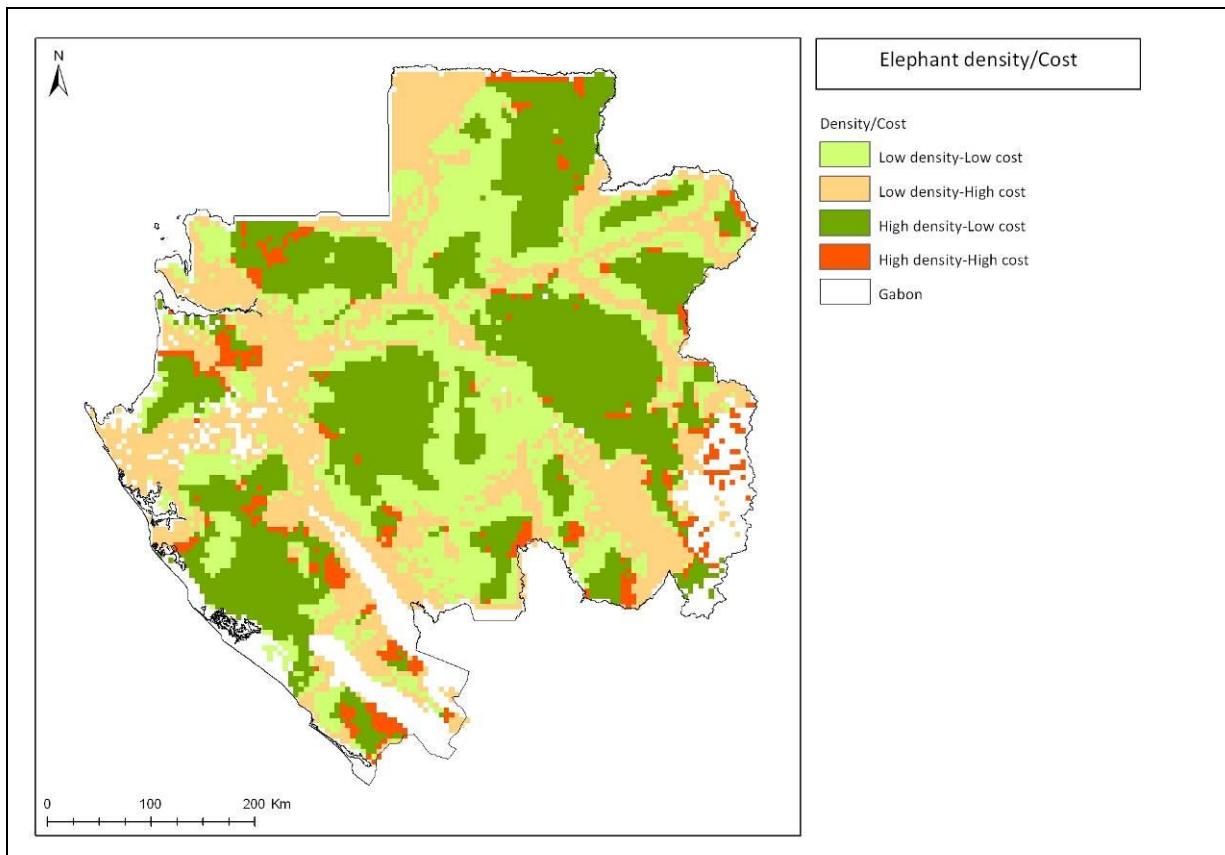 Elephant density/Cost
N
Density/Cost
Low density-Low cost
Low density-High cost
High density-Low cost
High density-High cost
Gabon
0 100 200 Km